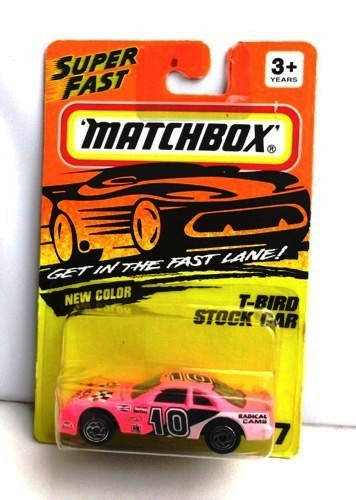 SUPER
FAST
3+
YEARS
"MATCHBOX"®
GET IN THE FAST LANE!
NEW COLOR
T-BIRD
STOCK CAR
10
RADICAL
CAMS
7